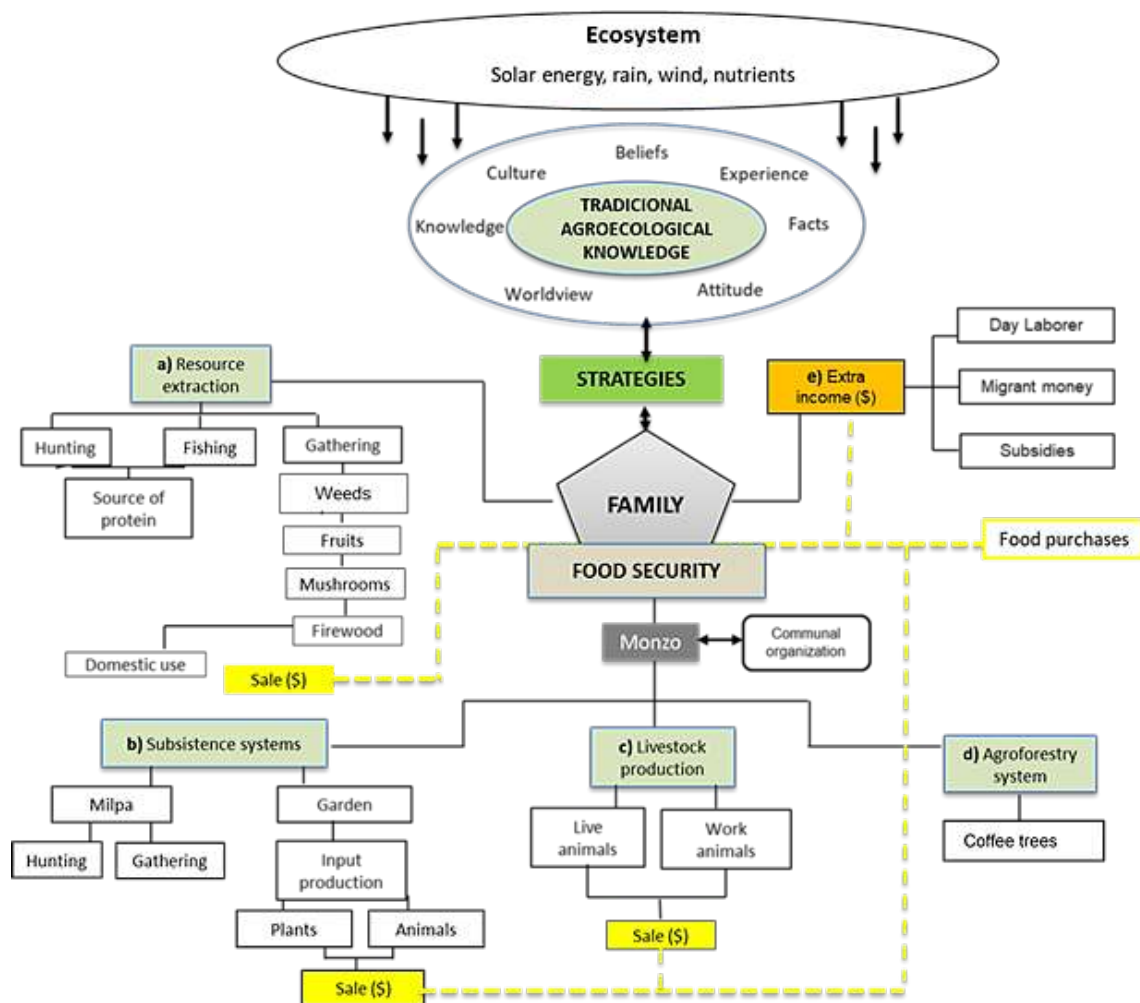 Ecosystem
Solar energy, rain, wind, nutrients
Beliefs
Culture
Experience
TRADICIONAL
AGROECOLOGICAL
KNOWLEDGE
Knowledge
Facts
Worldview
Attitude
Day Laborer
a) Resource
extraction
STRATEGIES
e) Extra
income ($)
Migrant money
Hunting
Fishing
Gathering
Subsidies
Source of
protein
Weeds
FAMILY
Fruits
Food purchases
FOOD SECURITY
Mushrooms
Firewood
Monzo
Communal
organization
Domestic use
Sale ($)
b) Subsistence systems
c) Livestock
production
d) Agroforestry
system
Milpa
Garden
Live
animals
Work
animals
Coffee trees
Hunting
Gathering
Input
production
Plants
Animals
Sale ($)
Sale ($)